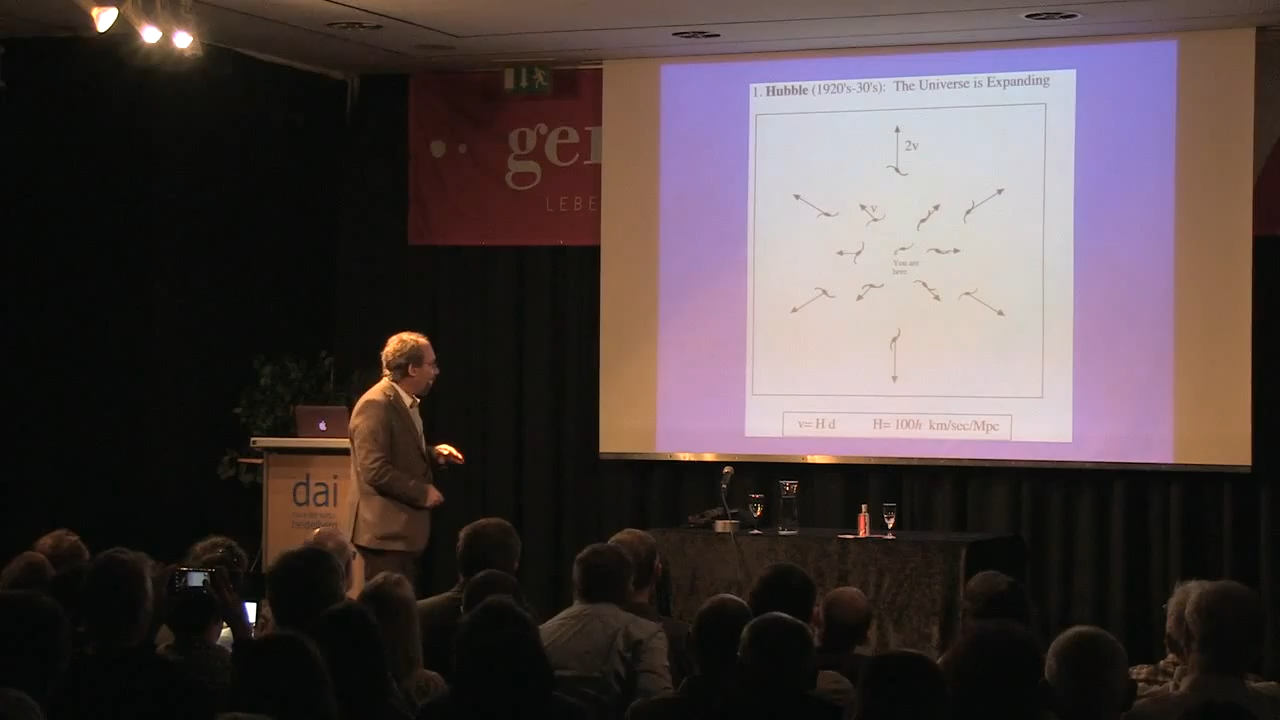 ger
LEBE
1. Hubble (1920's-30's): The Universe is Expanding
2v
v
You are
here
v= H d H= 100h km/sec/Mpc
dai
heidelberg